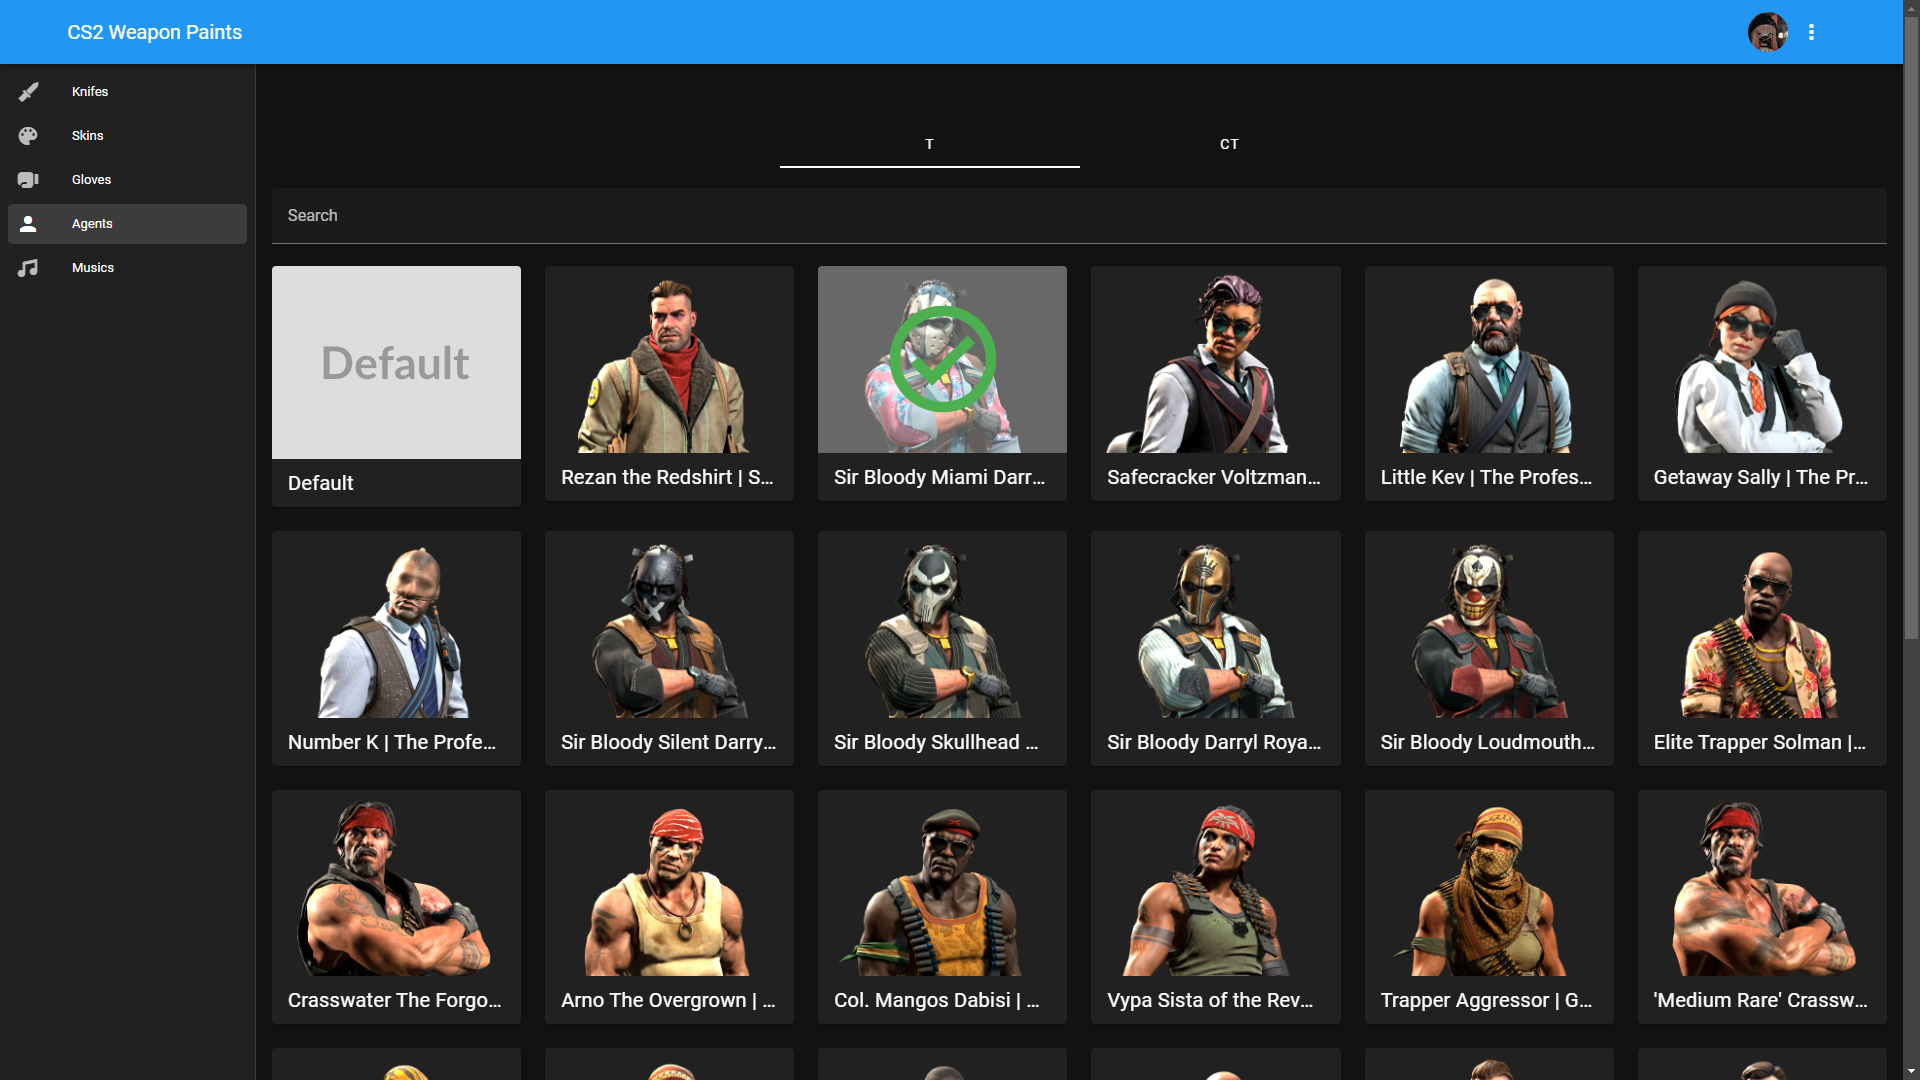 CS2 Weapon Paints
Knifes
Skins
Gloves
Agents
Musics
T
CT
Search
Default
Default
Rezan the Redshirt | S...
Sir Bloody Miami Darr...
Safecracker Voltzman...
Little Kev | The Profes...
Getaway Sally | The Pr...
Number K | The Profe...
Sir Bloody Silent Darry...
Sir Bloody Skullhead ...
Sir Bloody Darryl Roya...
Sir Bloody Loudmouth...
Elite Trapper Solman |...
Crasswater The Forgo...
Arno The Overgrown | ...
Col. Mangos Dabisi | ...
Vypa Sista of the Rev...
Trapper Aggressor | G...
'Medium Rare' Crassw...